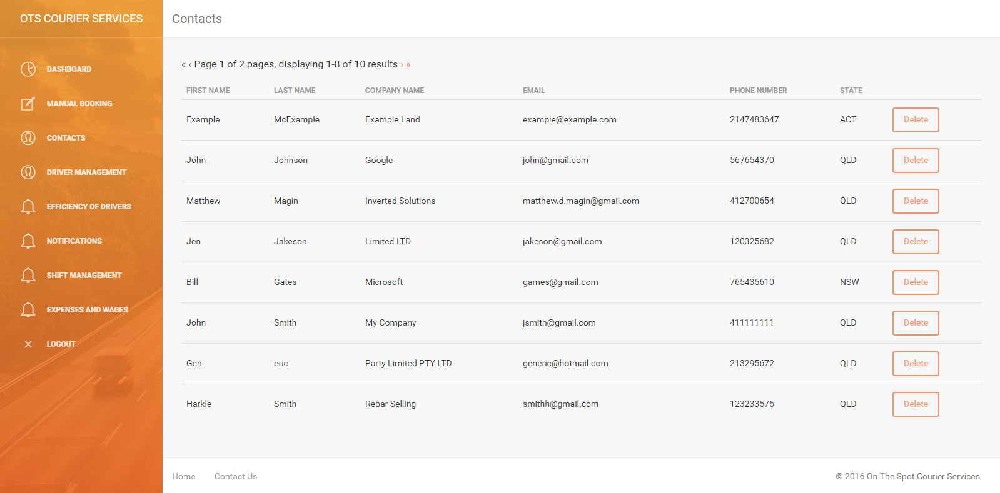 OTS COURIER SERVICES
Contacts
DASHBOARD
MANUAL BOOKING
CONTACTS
DRIVER MANAGEMENT
EFFICIENCY OF DRIVERS
NOTIFICATIONS
SHIFT MANAGEMENT
EXPENSES AND WAGES
LOGOUT
« ‹ Page 1 of 2 pages, displaying 1-8 of 10 results › »
FIRST NAME LAST NAME COMPANY NAME EMAIL PHONE NUMBER STATE
Example McExample Example Land example@example.com 2147483647 ACT Delete
John Johnson Google john@gmail.com 567654370 QLD Delete
Matthew Magin Inverted Solutions matthew.d.magin@gmail.com 412700654 QLD Delete
Jen Jakeson Limited LTD jakeson@gmail.com 120325682 QLD Delete
Bill Gates Microsoft games@gmail.com 765435610 NSW Delete
John Smith My Company jsmith@gmail.com 411111111 QLD Delete
Gen eric Party Limited PTY LTD generic@hotmail.com 213295672 QLD Delete
Harkle Smith Rebar Selling smithh@gmail.com 123233576 QLD Delete
Home Contact Us © 2016 On The Spot Courier Services